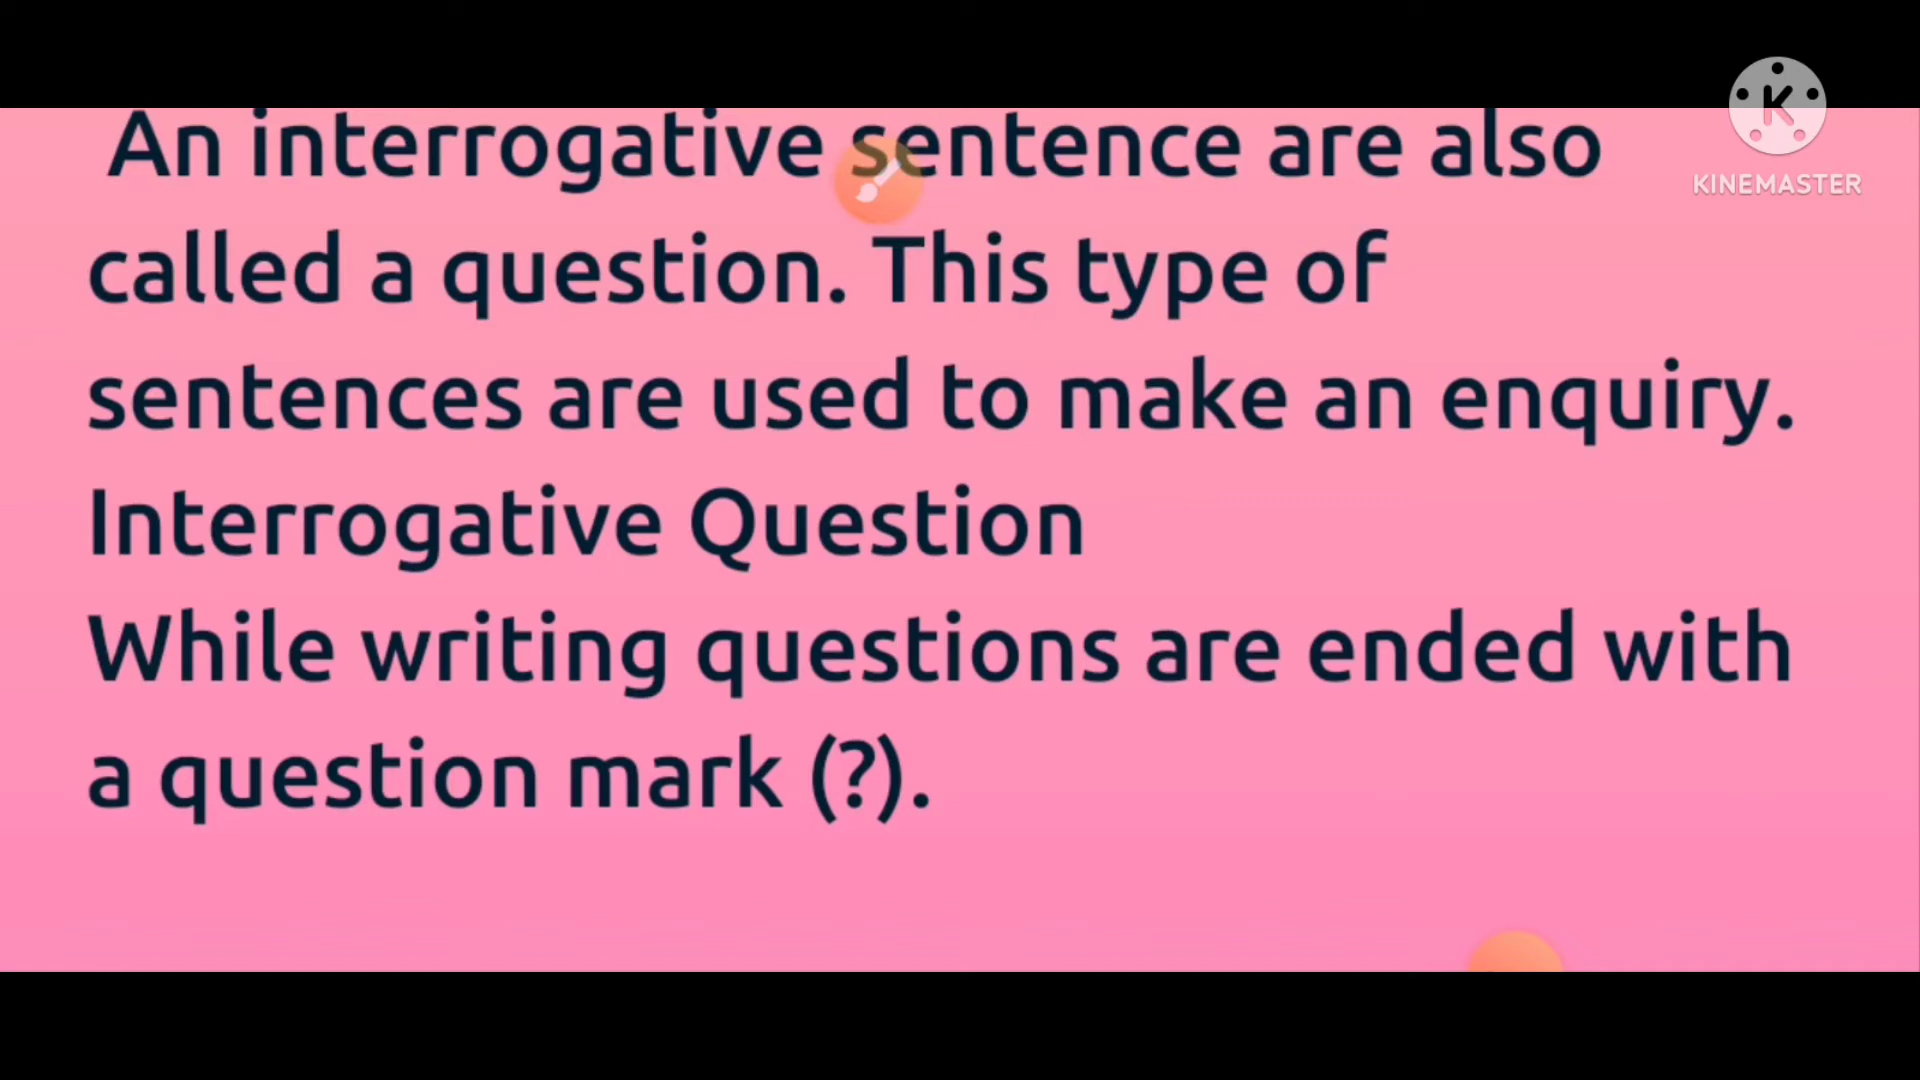 An interrogative sentence are also
called a question. This type of
sentences are used to make an enquiry.
Interrogative Question
While writing questions are ended with
a question mark (?).
K
KINEMASTER